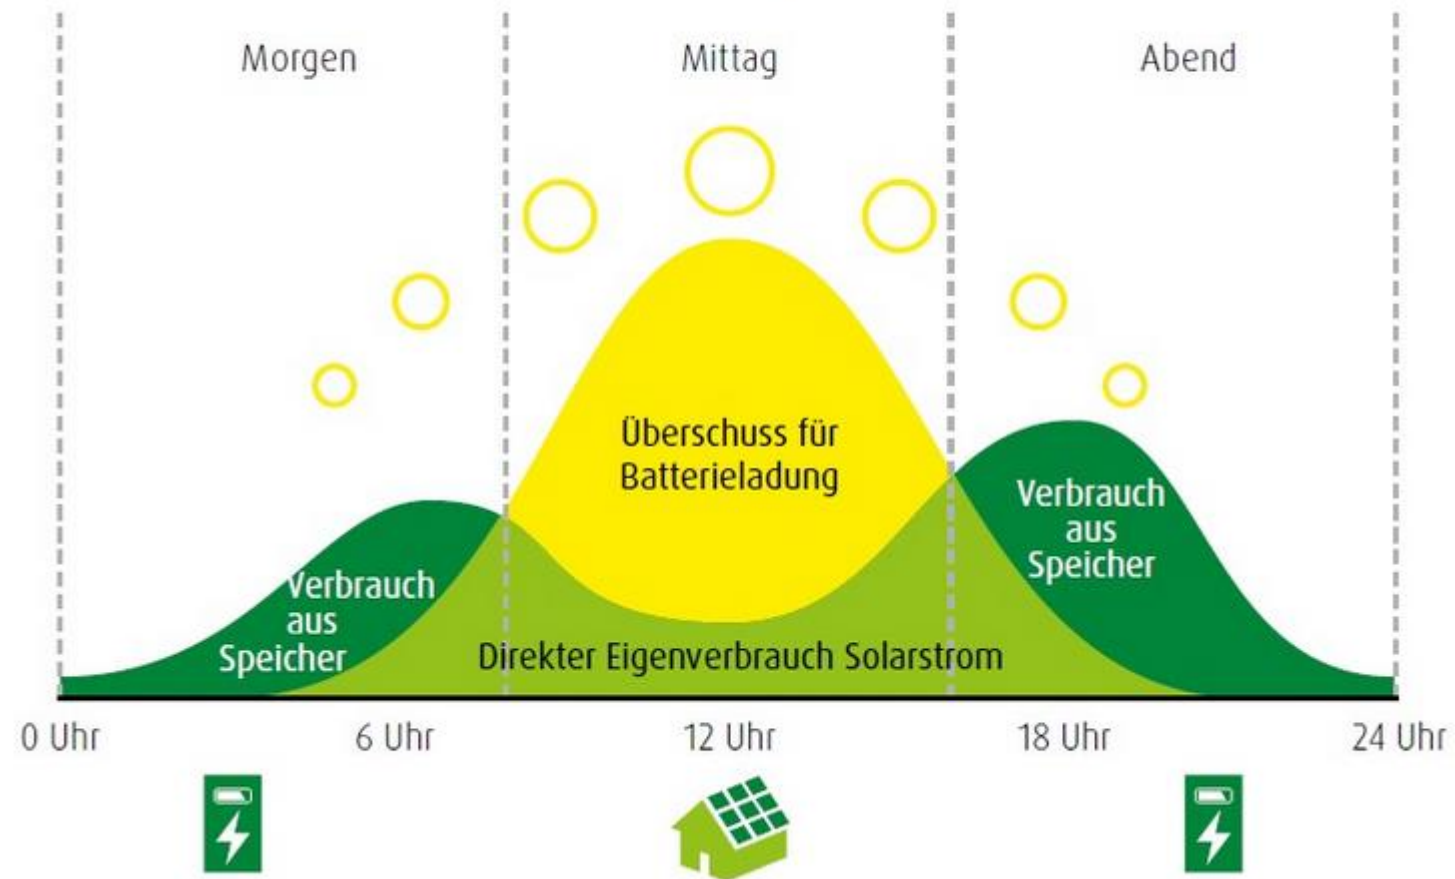 Morgen
Mittag
Abend
Überschuss für
Batterieladung
Verbrauch
aus
Speicher
Verbrauch
aus
Speicher
Direkter Eigenverbrauch Solarstrom
0 Uhr
6 Uhr
12 Uhr
18 Uhr
24 Uhr